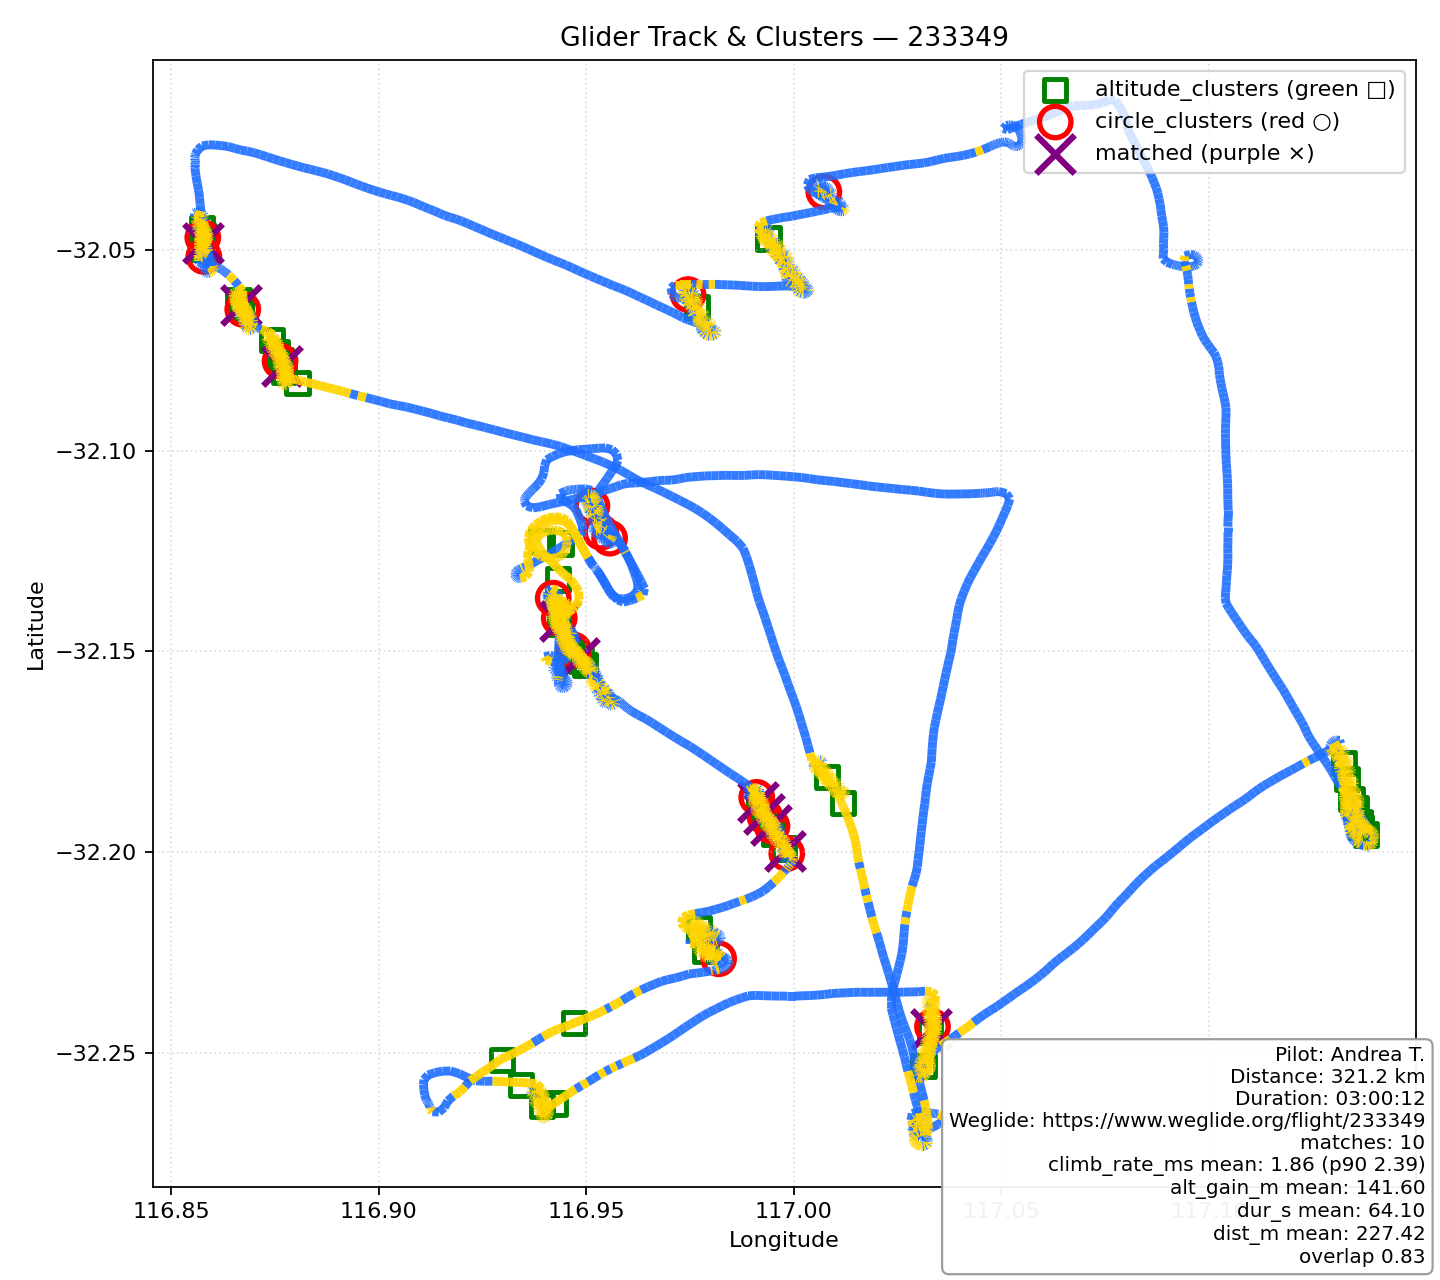 Glider Track & Clusters — 233349
altitude_clusters (green □)
circle_clusters (red ○)
matched (purple ×)
Latitude
−32.05
−32.10
−32.15
−32.20
−32.25
116.85
116.90
116.95
117.00
117.05
Longitude
Pilot: Andrea T.
Distance: 321.2 km
Duration: 03:00:12
Weglide: https://www.weglide.org/flight/233349
matches: 10
climb_rate_ms mean: 1.86 (p90 2.39)
alt_gain_m mean: 141.60
dur_s mean: 64.10
dist_m mean: 227.42
overlap 0.83